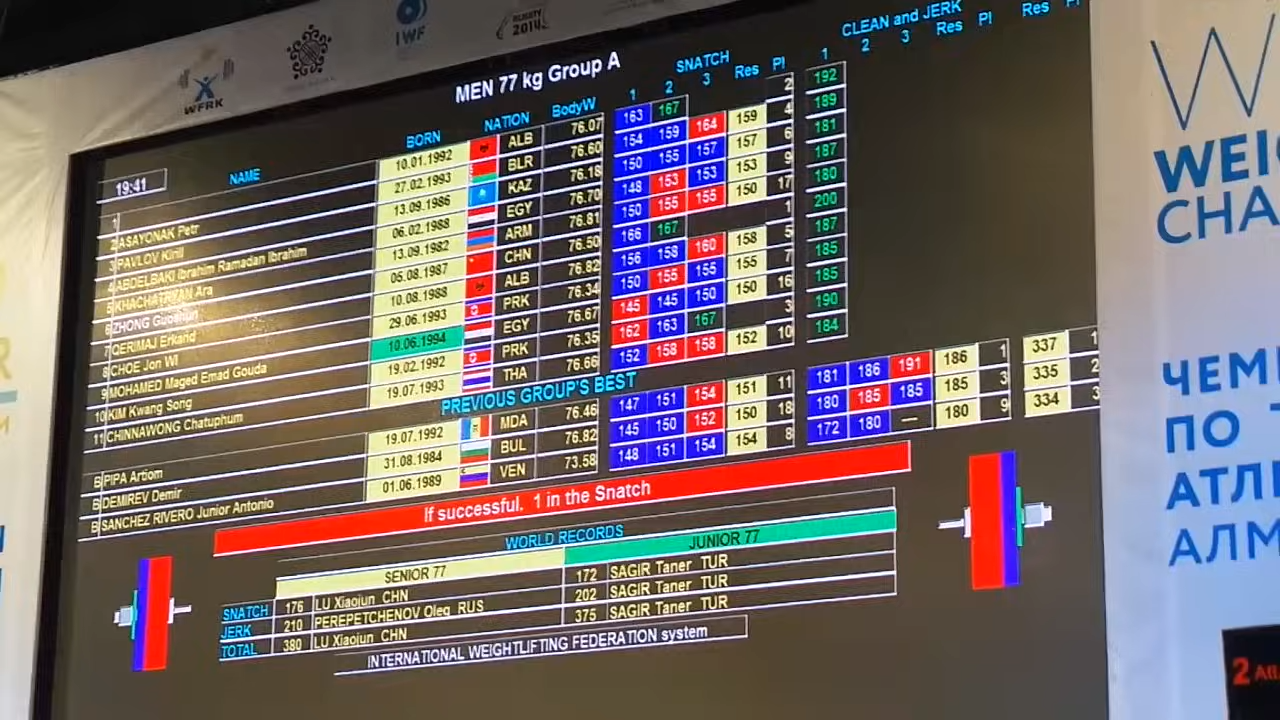 WFRK
IWF
ALMATY 2014
MEN 77 kg Group A
19:41 NAME BORN NATION BodyW SNATCH 1 2 3 Res Pl CLEAN and JERK 1 2 3 Res Pl Res Pl
1 10.01.1992 ALB 76.07 163 167 2 192
2 ASAYONAK Petr 27.02.1993 BLR 76.60 154 159 164 159 4 189
3 PAVLOV Kirill 13.09.1986 KAZ 76.18 150 155 157 157 6 181
4 ABDELBAKI Ibrahim Ramadan Ibrahim 06.02.1988 EGY 76.70 148 153 153 153 9 187
5 KHACHATRYAN Ara 13.09.1982 ARM 76.81 150 155 155 150 17 180
6 ZHONG Guoshun 05.08.1987 CHN 76.50 166 167 1 200
7 QERIMAJ Erkand 10.08.1988 ALB 76.82 156 158 160 158 5 187
8 CHOE Jon WI 29.06.1993 PRK 76.34 150 155 155 155 7 185
9 MOHAMED Maged Emad Gouda 10.06.1994 EGY 76.67 145 145 150 150 16 185
10 KIM Kwang Song 19.02.1992 PRK 76.35 162 163 167 3 190
11 CHINNAWONG Chatuphum 19.07.1993 THA 76.66 152 158 158 152 10 184
PREVIOUS GROUP'S BEST
B PIPA Artiom 19.07.1992 MDA 76.46 147 151 154 151 11 181 186 191 186 1 337 1
B DEMIREV Demir 31.08.1984 BUL 76.82 145 150 152 150 18 180 185 185 185 3 335 2
B SANCHEZ RIVERO Junior Antonio 01.06.1989 VEN 73.58 148 151 154 154 8 172 180 — 180 9 334 3
If successful. 1 in the Snatch
WORLD RECORDS
SENIOR 77 JUNIOR 77
SNATCH 176 LU Xiaojun CHN 172 SAGIR Taner TUR
JERK 210 PEREPETCHENOV Oleg RUS 202 SAGIR Taner TUR
TOTAL 380 LU Xiaojun CHN 375 SAGIR Taner TUR
INTERNATIONAL WEIGHTLIFTING FEDERATION system
W
WEI
CHA
ЧЕМ
ПО
АТЛ
АЛМ
2